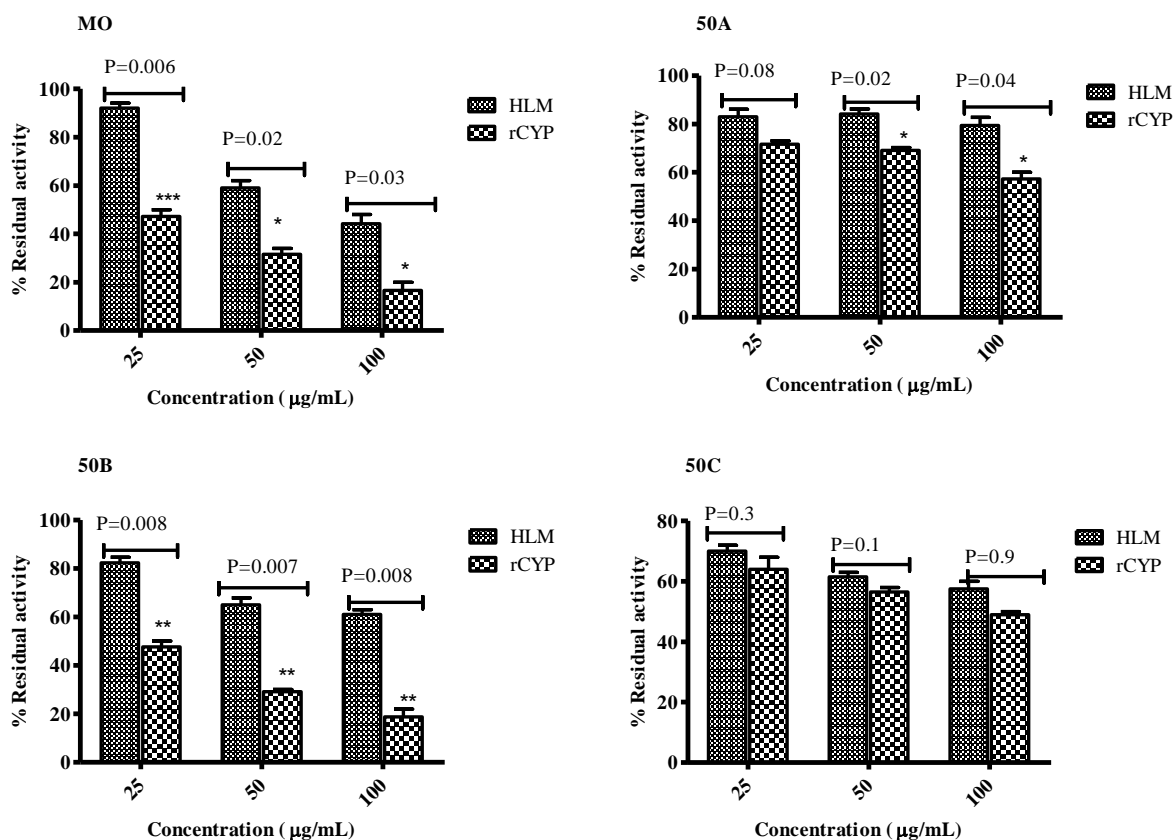 MO
P=0.006
P=0.02
P=0.03
***
*
*
HLM
rCYP
% Residual activity
100
80
60
40
20
0
25
50
100
Concentration ( μg/mL)
50A
P=0.08
P=0.02
P=0.04
*
*
HLM
rCYP
% Residual activity
100
80
60
40
20
0
25
50
100
Concentration ( μg/mL)
50B
P=0.008
P=0.007
P=0.008
**
**
**
HLM
rCYP
% Residual activity
100
80
60
40
20
0
25
50
100
Concentration ( μg/mL)
50C
P=0.3
P=0.1
P=0.9
HLM
rCYP
% Residual activity
80
60
40
20
0
25
50
100
Concentration ( μg/mL)